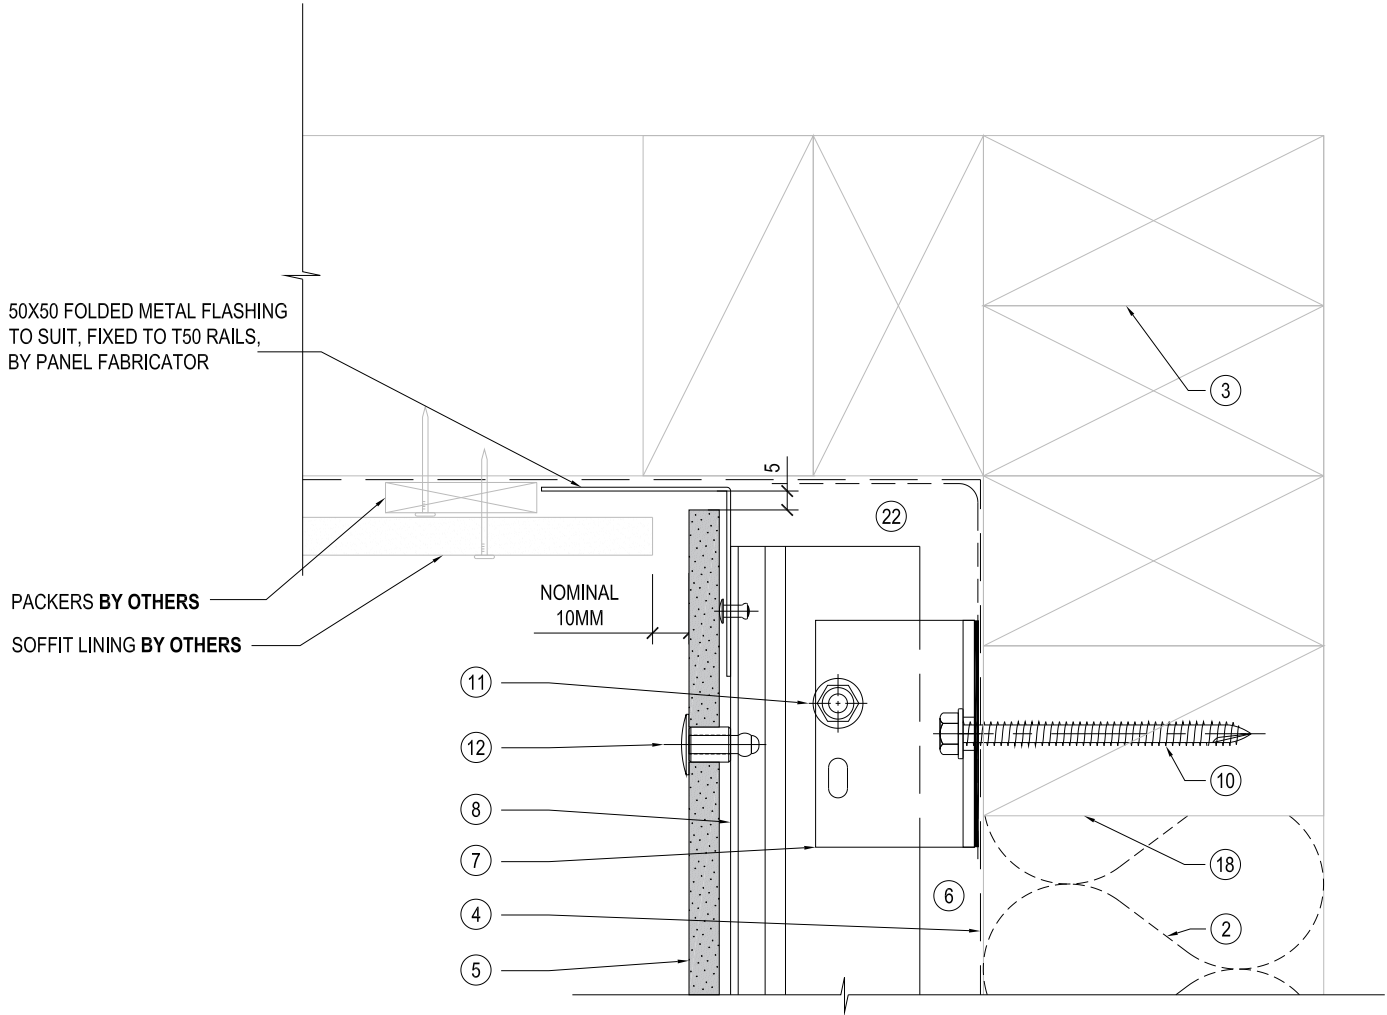 50X50 FOLDED METAL FLASHING
TO SUIT, FIXED TO T50 RAILS,
BY PANEL FABRICATOR
3
5
22
PACKERS BY OTHERS
SOFFIT LINING BY OTHERS
NOMINAL
10MM
11
12
10
8
7
18
6
4
2
5